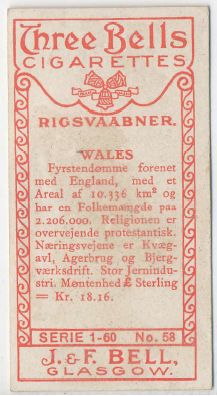 Three Bells
CIGARETTES
RIGSVAABNER.
WALES
Fyrstendømme forenet
med England, med et
Areal af 10.336 km² og
har en Folkemængde paa
2.206.000. Religionen er
overvejende protestantisk.
Næringsvejene er Kvæg-
avl, Agerbrug og Bjerg-
værksdrift. Stor Jernindu-
stri. Møntenhed £ Sterling
= Kr. 18.16.
SERIE 1-60 No. 58
J. & F. BELL,
GLASGOW.